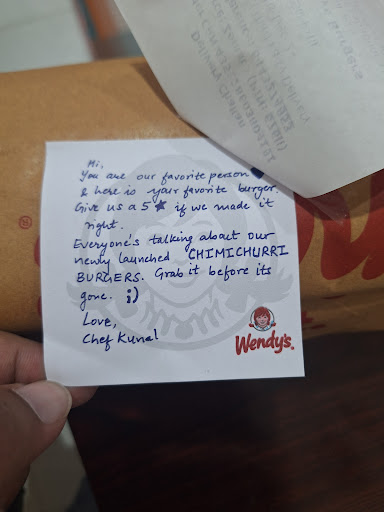 Hi,
You are our favorite person
& here is your favorite burger.
Give us a 5 ★ if we made it
right.
Everyone's talking about our
newly launched CHIMICHURRI
BURGERS. Grab it before its
gone. ;)
Love,
Chef Kunal
Wendy's